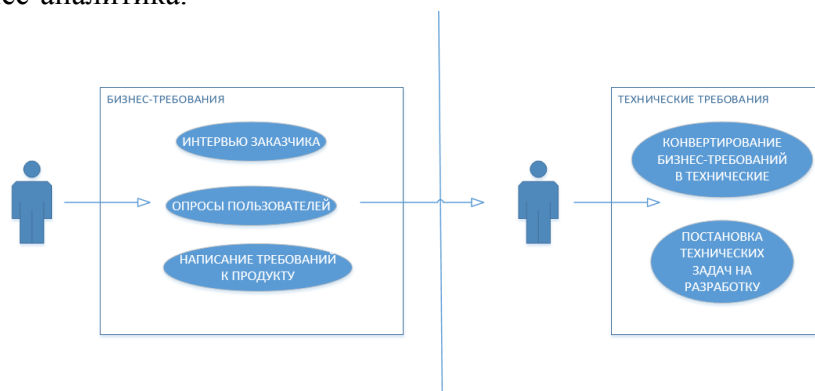 аналитика.
БИЗНЕС-ТРЕБОВАНИЯ
ИНТЕРВЬЮ ЗАКАЗЧИКА
ОПРОСЫ ПОЛЬЗОВАТЕЛЕЙ
НАПИСАНИЕ ТРЕБОВАНИЙ
К ПРОДУКТУ
ТЕХНИЧЕСКИЕ ТРЕБОВАНИЯ
КОНВЕРТИРОВАНИЕ
БИЗНЕС-ТРЕБОВАНИЙ
В ТЕХНИЧЕСКИЕ
ПОСТАНОВКА
ТЕХНИЧЕСКИХ
ЗАДАЧ НА
РАЗРАБОТКУ